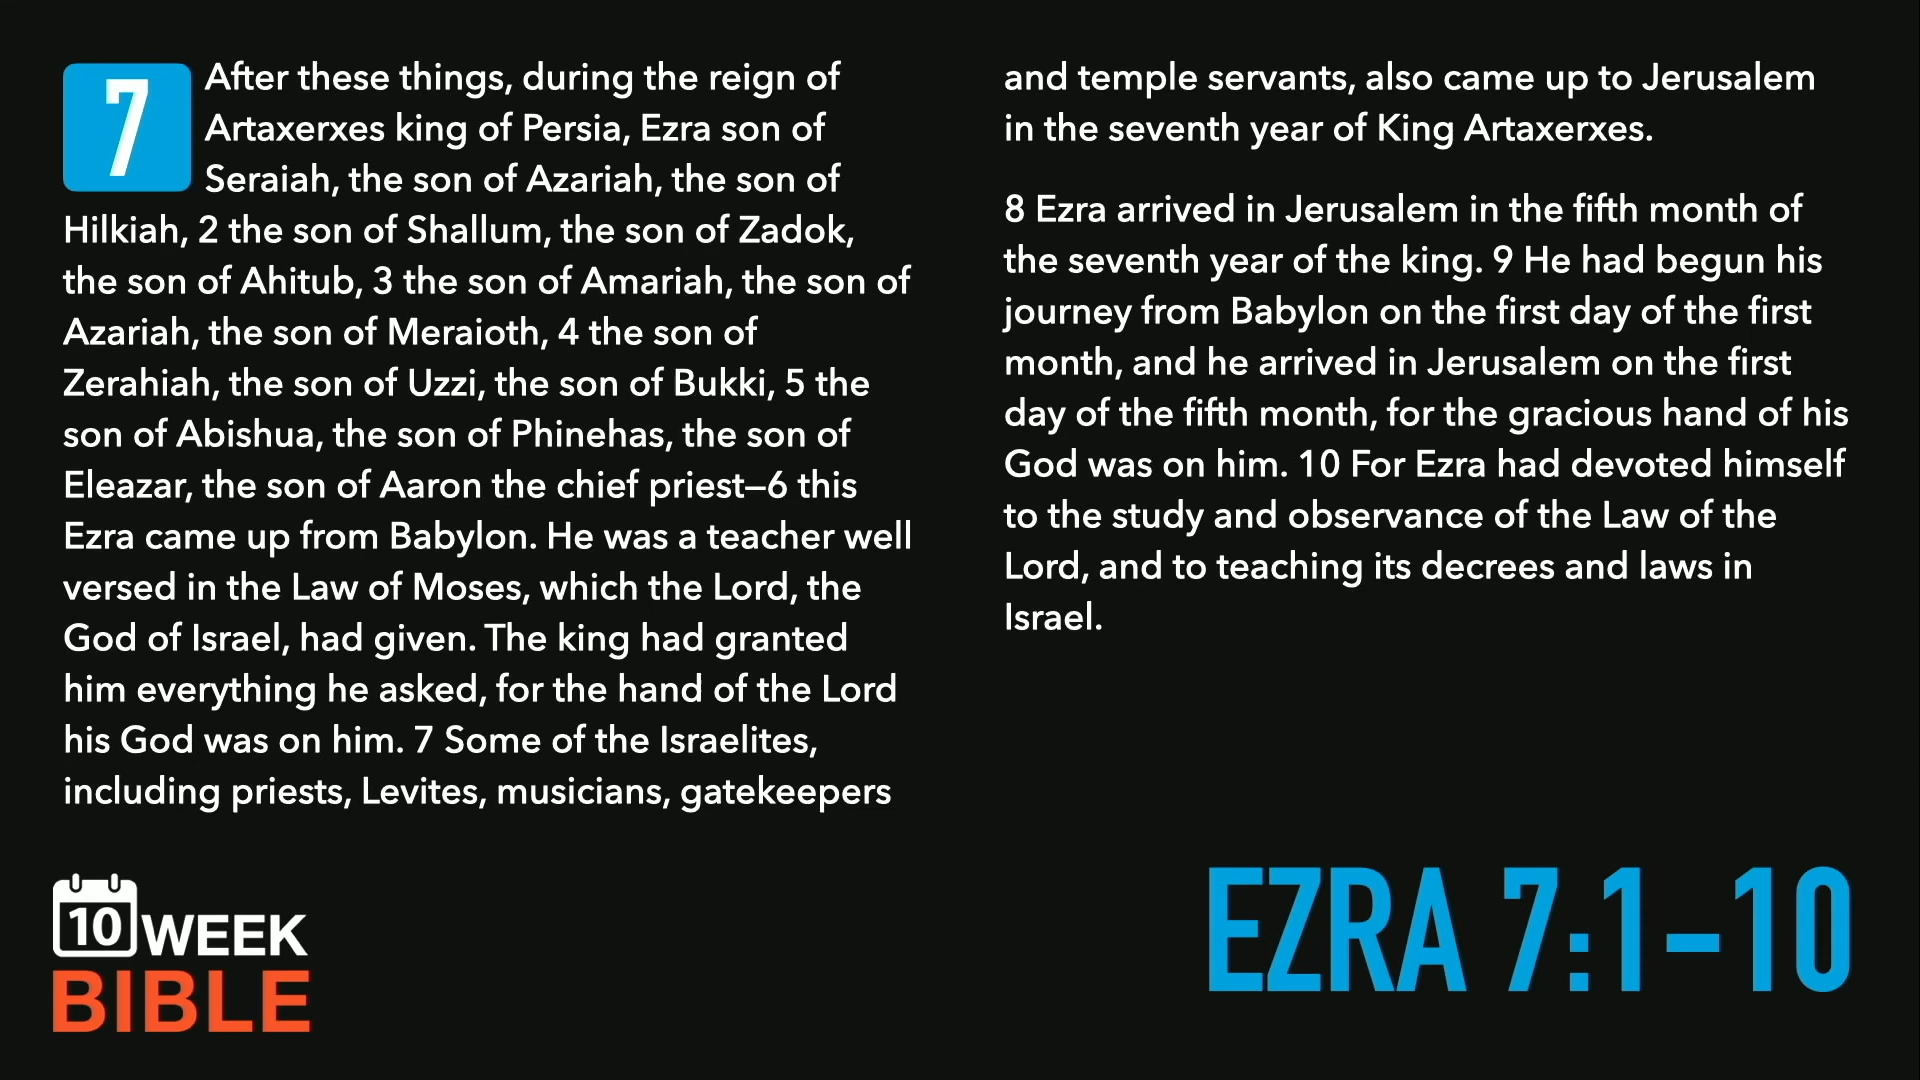 7
After these things, during the reign of
Artaxerxes king of Persia, Ezra son of
Seraiah, the son of Azariah, the son of
Hilkiah, 2 the son of Shallum, the son of Zadok,
the son of Ahitub, 3 the son of Amariah, the son of
Azariah, the son of Meraioth, 4 the son of
Zerahiah, the son of Uzzi, the son of Bukki, 5 the
son of Abishua, the son of Phinehas, the son of
Eleazar, the son of Aaron the chief priest—6 this
Ezra came up from Babylon. He was a teacher well
versed in the Law of Moses, which the Lord, the
God of Israel, had given. The king had granted
him everything he asked, for the hand of the Lord
his God was on him. 7 Some of the Israelites,
including priests, Levites, musicians, gatekeepers
and temple servants, also came up to Jerusalem
in the seventh year of King Artaxerxes.
8 Ezra arrived in Jerusalem in the fifth month of
the seventh year of the king. 9 He had begun his
journey from Babylon on the first day of the first
month, and he arrived in Jerusalem on the first
day of the fifth month, for the gracious hand of his
God was on him. 10 For Ezra had devoted himself
to the study and observance of the Law of the
Lord, and to teaching its decrees and laws in
Israel.
10 WEEK
BIBLE
EZRA 7:1-10